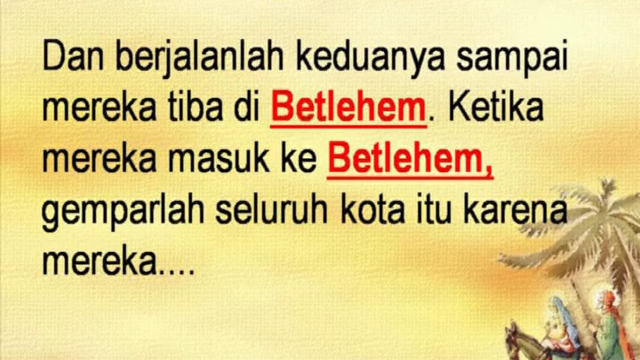 Dan berjalanlah keduanya sampai
mereka tiba di Betlehem. Ketika
mereka masuk ke Betlehem,
gemparlah seluruh kota itu karena
mereka....